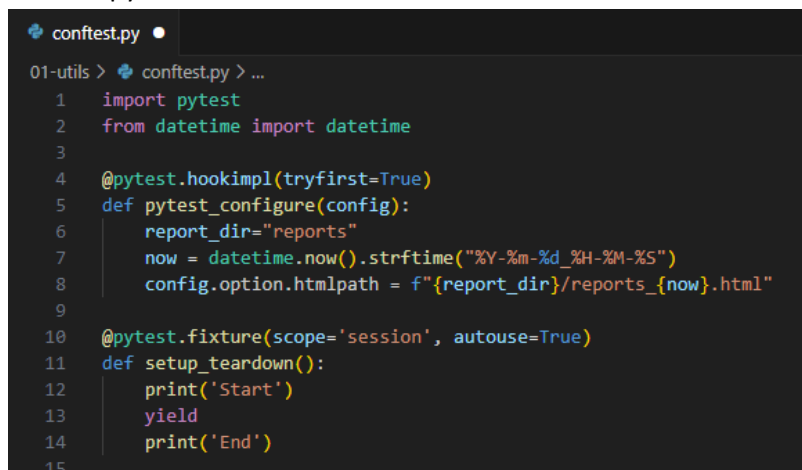 conftest.py ●
01-utils > conftest.py > ...
1 import pytest
2 from datetime import datetime
3
4 @pytest.hookimpl(tryfirst=True)
5 def pytest_configure(config):
6     report_dir="reports"
7     now = datetime.now().strftime("%Y-%m-%d_%H-%M-%S")
8     config.option.htmlpath = f"{report_dir}/reports_{now}.html"
9
10 @pytest.fixture(scope='session', autouse=True)
11 def setup_teardown():
12     print('Start')
13     yield
14     print('End')
15